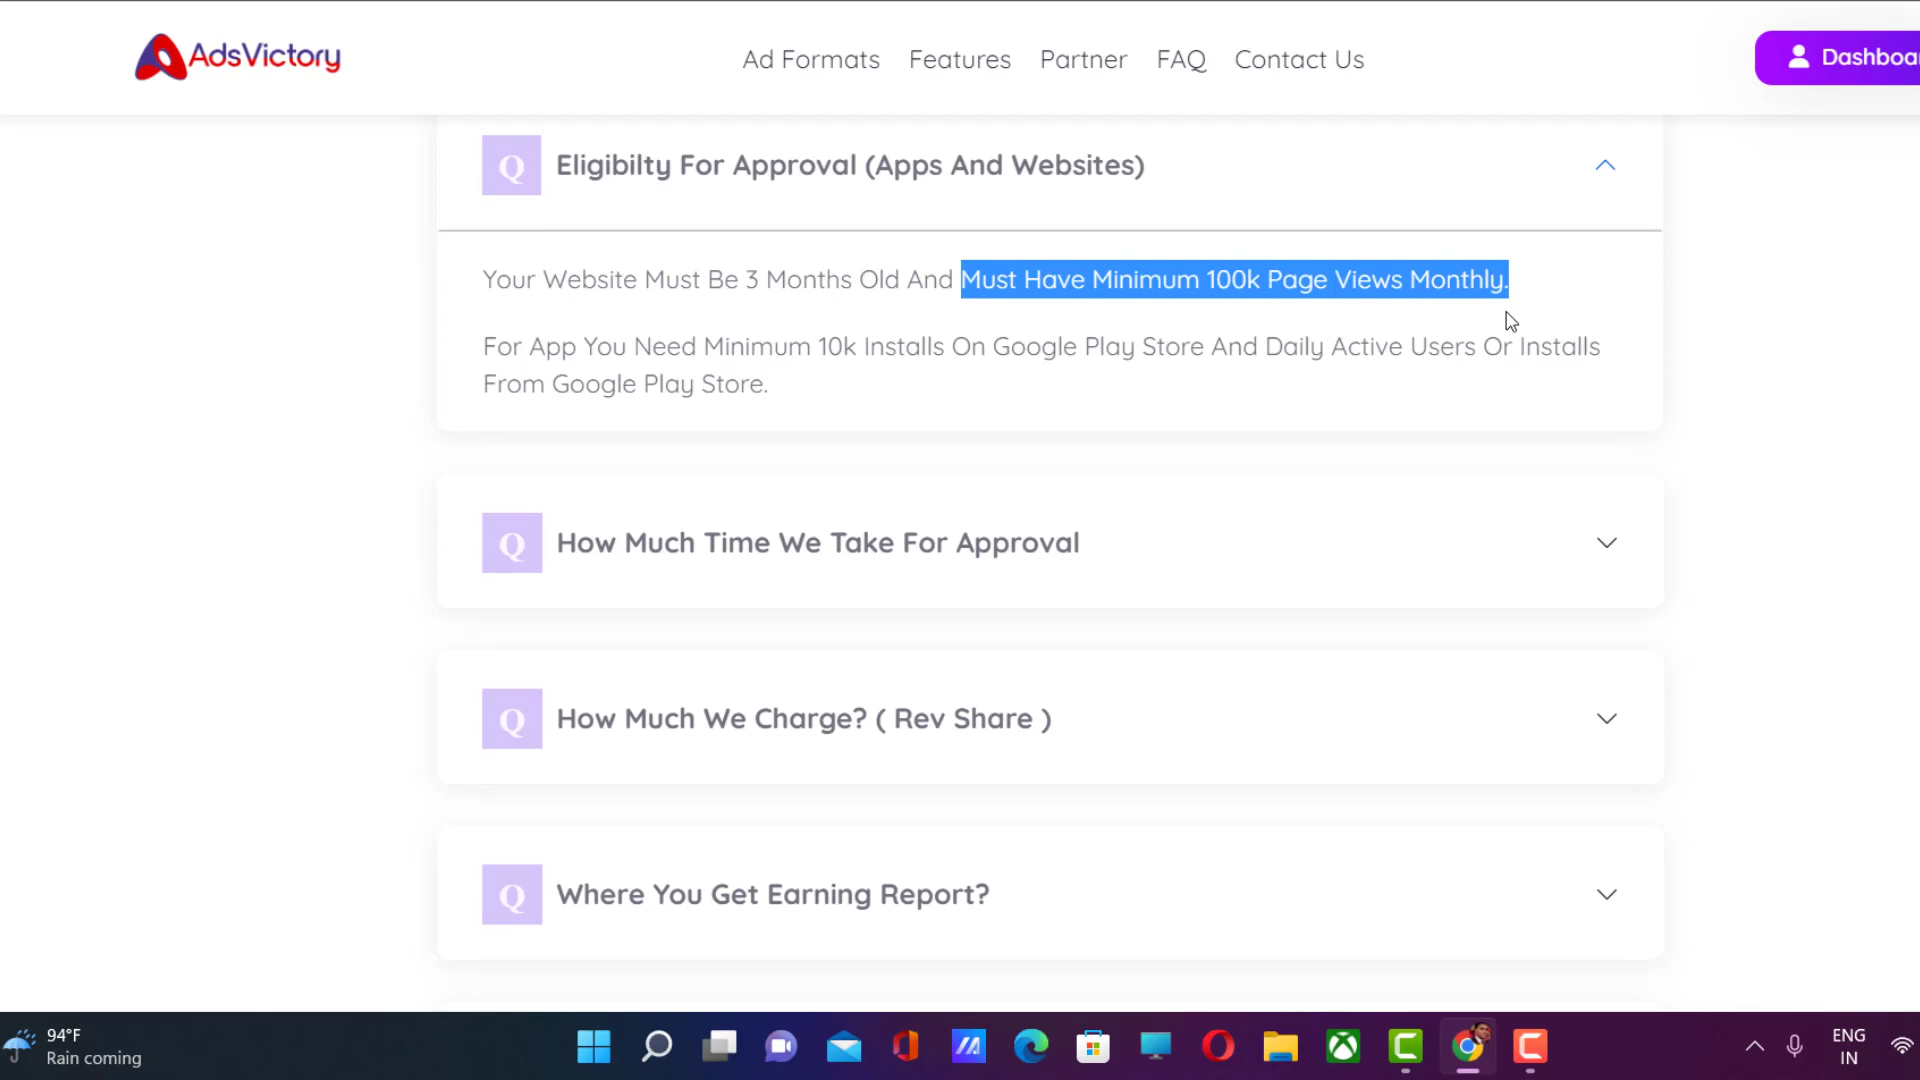 AdsVictory
Ad Formats Features Partner FAQ Contact Us
Dashboa
Q Eligibilty For Approval (Apps And Websites)
Your Website Must Be 3 Months Old And Must Have Minimum 100k Page Views Monthly.
For App You Need Minimum 10k Installs On Google Play Store And Daily Active Users Or Installs
From Google Play Store.
Q How Much Time We Take For Approval
Q How Much We Charge? ( Rev Share )
Q Where You Get Earning Report?
94°F
Rain coming
ENG
IN